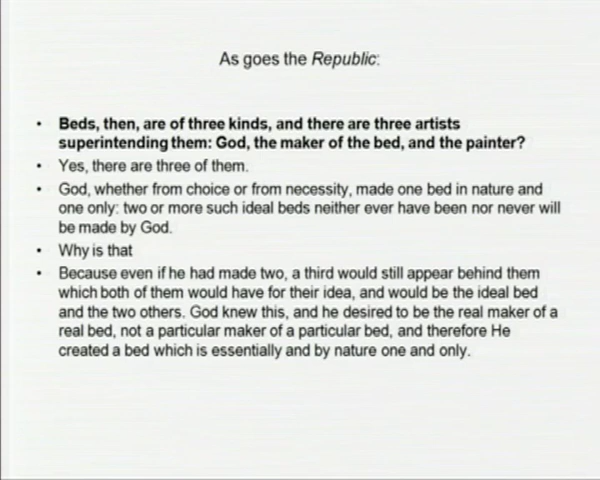 As goes the Republic:
• Beds, then, are of three kinds, and there are three artists
superintending them: God, the maker of the bed, and the painter?
• Yes, there are three of them.
• God, whether from choice or from necessity, made one bed in nature and
one only: two or more such ideal beds neither ever have been nor never will
be made by God.
• Why is that
• Because even if he had made two, a third would still appear behind them
which both of them would have for their idea, and would be the ideal bed
and the two others. God knew this, and he desired to be the real maker of a
real bed, not a particular maker of a particular bed, and therefore He
created a bed which is essentially and by nature one and only.